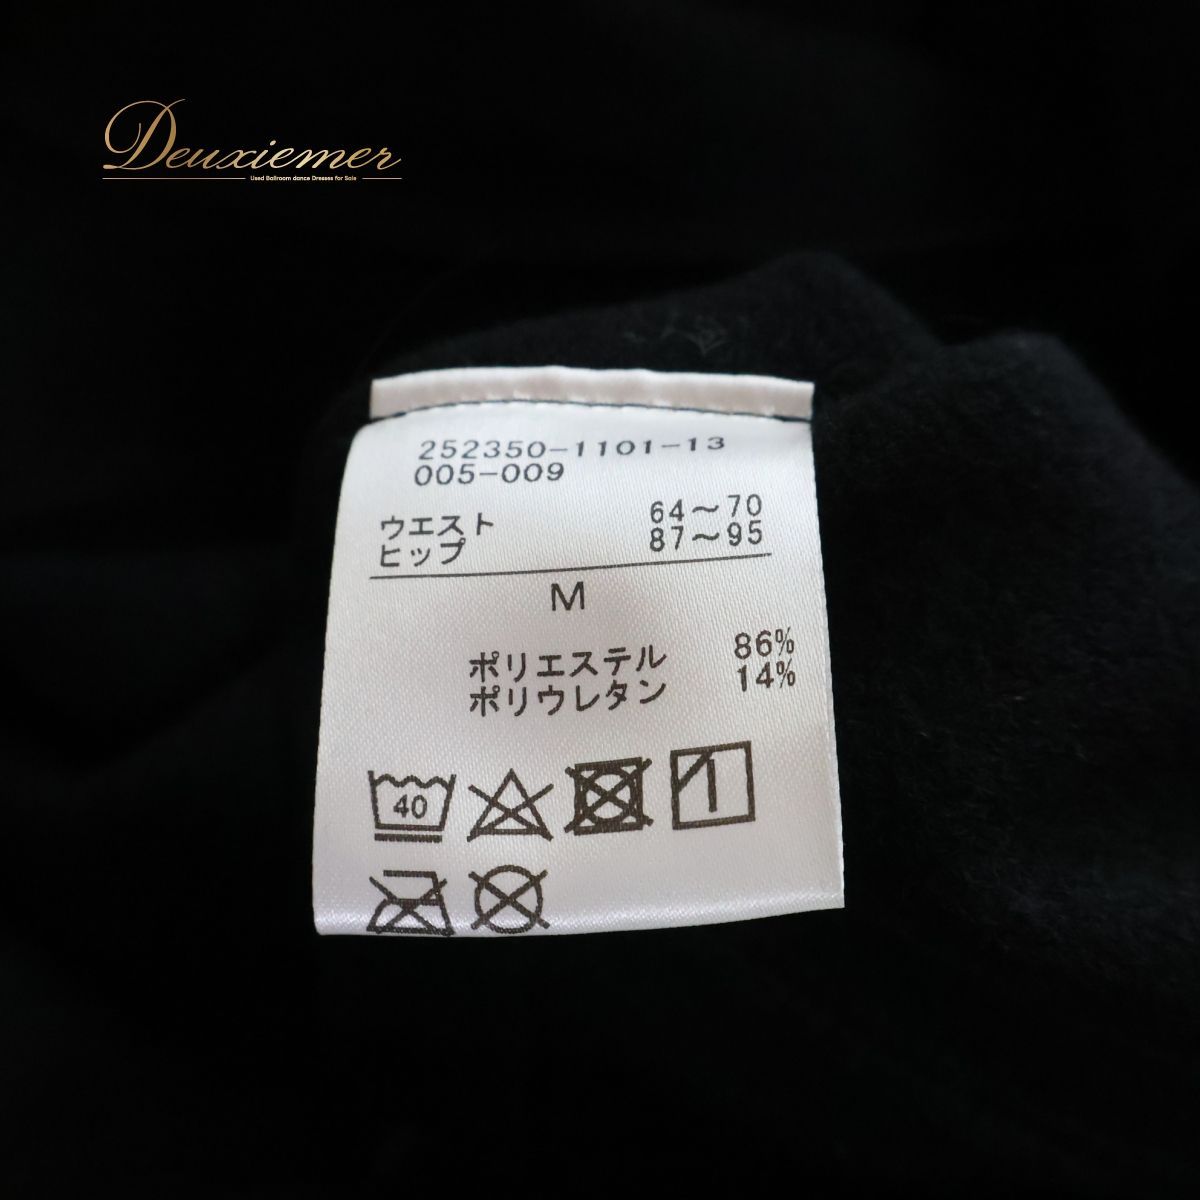 Deuxiemer
Used Ballroom dance Dresses for Sale
252350-1101-13
005-009
ウエスト 64～70
ヒップ 87～95
M
ポリエステル 86%
ポリウレタン 14%
40